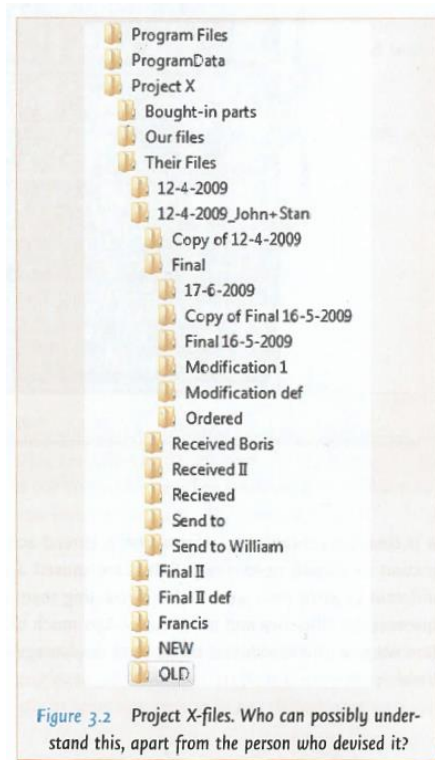 Program Files
ProgramData
Project X
Bought-in parts
Our files
Their Files
12-4-2009
12-4-2009_John+Stan
Copy of 12-4-2009
Final
17-6-2009
Copy of Final 16-5-2009
Final 16-5-2009
Modification 1
Modification def
Ordered
Received Boris
Received II
Recieved
Send to
Send to William
Final II
Final II def
Francis
NEW
OLD
Figure 3.2 Project X-files. Who can possibly under-
stand this, apart from the person who devised it?